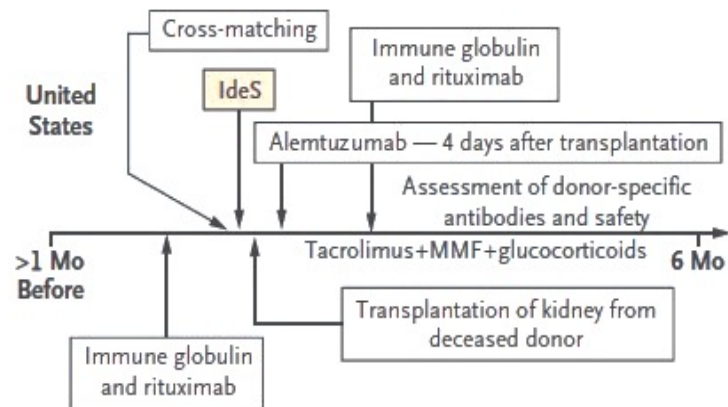 Cross-matching
Immune globulin
and rituximab
United
States
IdeS
Alemtuzumab — 4 days after transplantation
Assessment of donor-specific
antibodies and safety
Tacrolimus+MMF+glucocorticoids
>1 Mo
Before
6 Mo
Transplantation of kidney from
deceased donor
Immune globulin
and rituximab